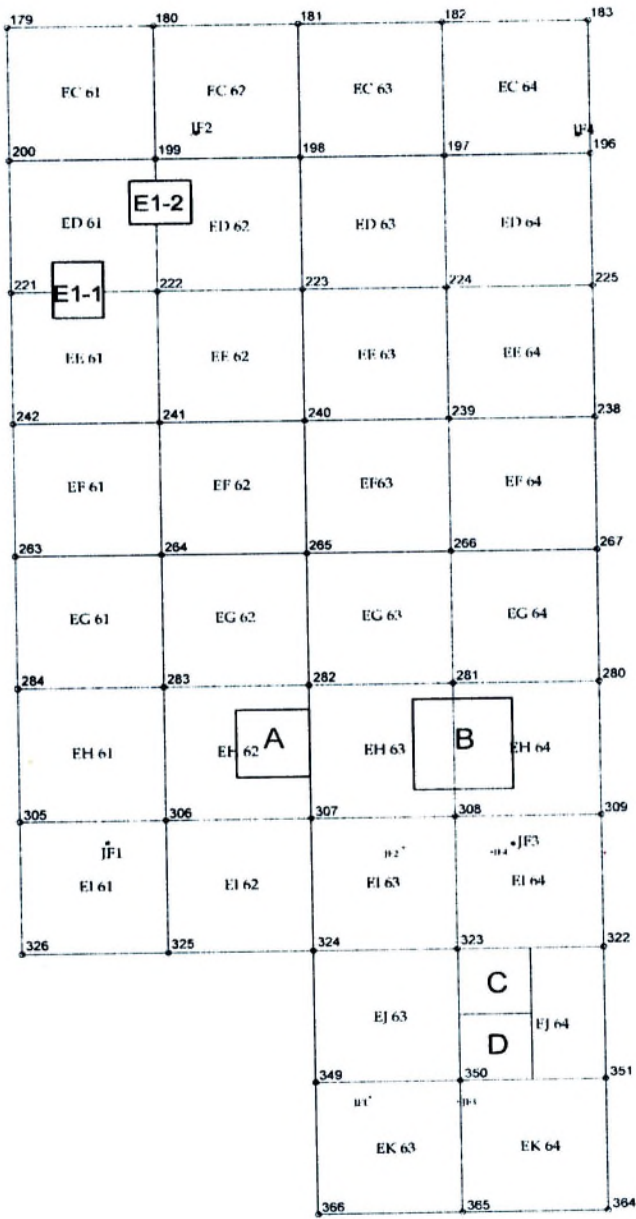 179 180 181 182 183
EC 61 EC 62 EC 63 EC 64
JF2 JF4
200 199 198 197 196
E1-2
ED 61 ED 62 ED 63 ED 64
E1-1
221 222 223 224 225
EE 61 EE 62 EE 63 EE 64
242 241 240 239 238
EF 61 EF 62 EF63 EF 64
263 264 265 266 267
EG 61 EG 62 EG 63 EG 64
284 283 282 281 280
A B
EH 61 EH 62 EH 63 EH 64
305 306 307 308 309
JF1 JF3
EI 61 EI 62 EI 63 EI 64
326 325 324 323 322
C
EJ 63 EJ 64
D
349 350 351
EK 63 EK 64
366 365 364